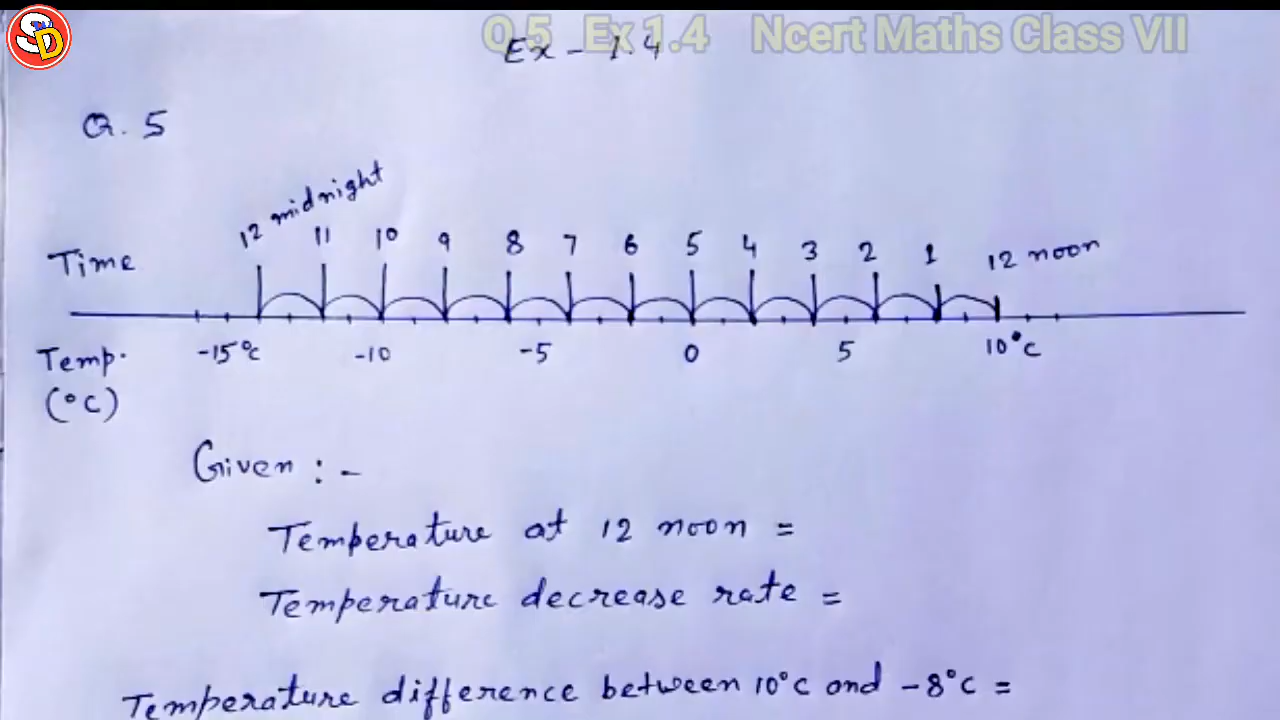 SD
Q.5 Ex 1.4 Ncert Maths Class VII
Ex - 1.4
Q. 5
Time 12 midnight 11 10 9 8 7 6 5 4 3 2 1 12 noon
Temp. (°C) -15°C -10 -5 0 5 10°C
Given :-
Temperature at 12 noon =
Temperature decrease rate =
Temperature difference between 10°C and -8°C =